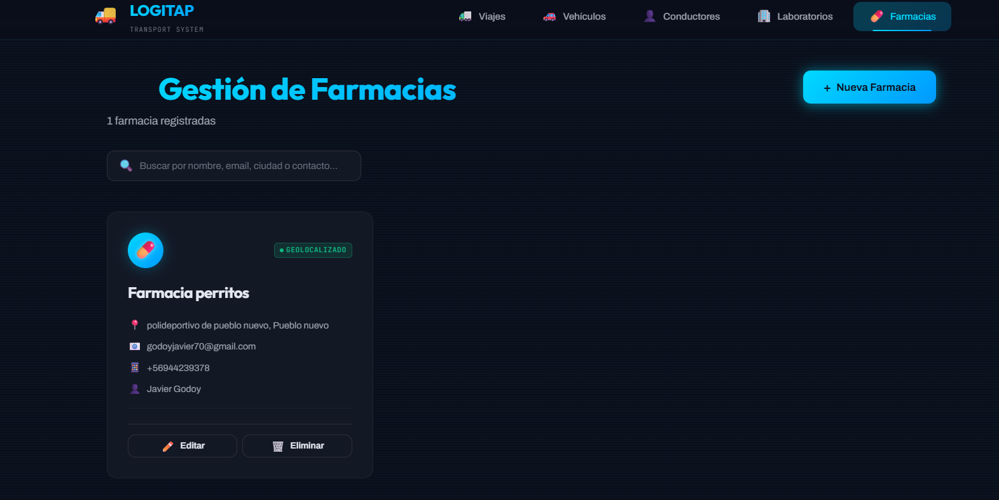 LOGITAP
TRANSPORT SYSTEM
Viajes
Vehículos
Conductores
Laboratorios
Farmacias
Gestión de Farmacias
+ Nueva Farmacia
1 farmacia registradas
Buscar por nombre, email, ciudad o contacto...
GEOLOCALIZADO
Farmacia perritos
polideportivo de pueblo nuevo, Pueblo nuevo
godoyjavier70@gmail.com
+56944239378
Javier Godoy
Editar
Eliminar